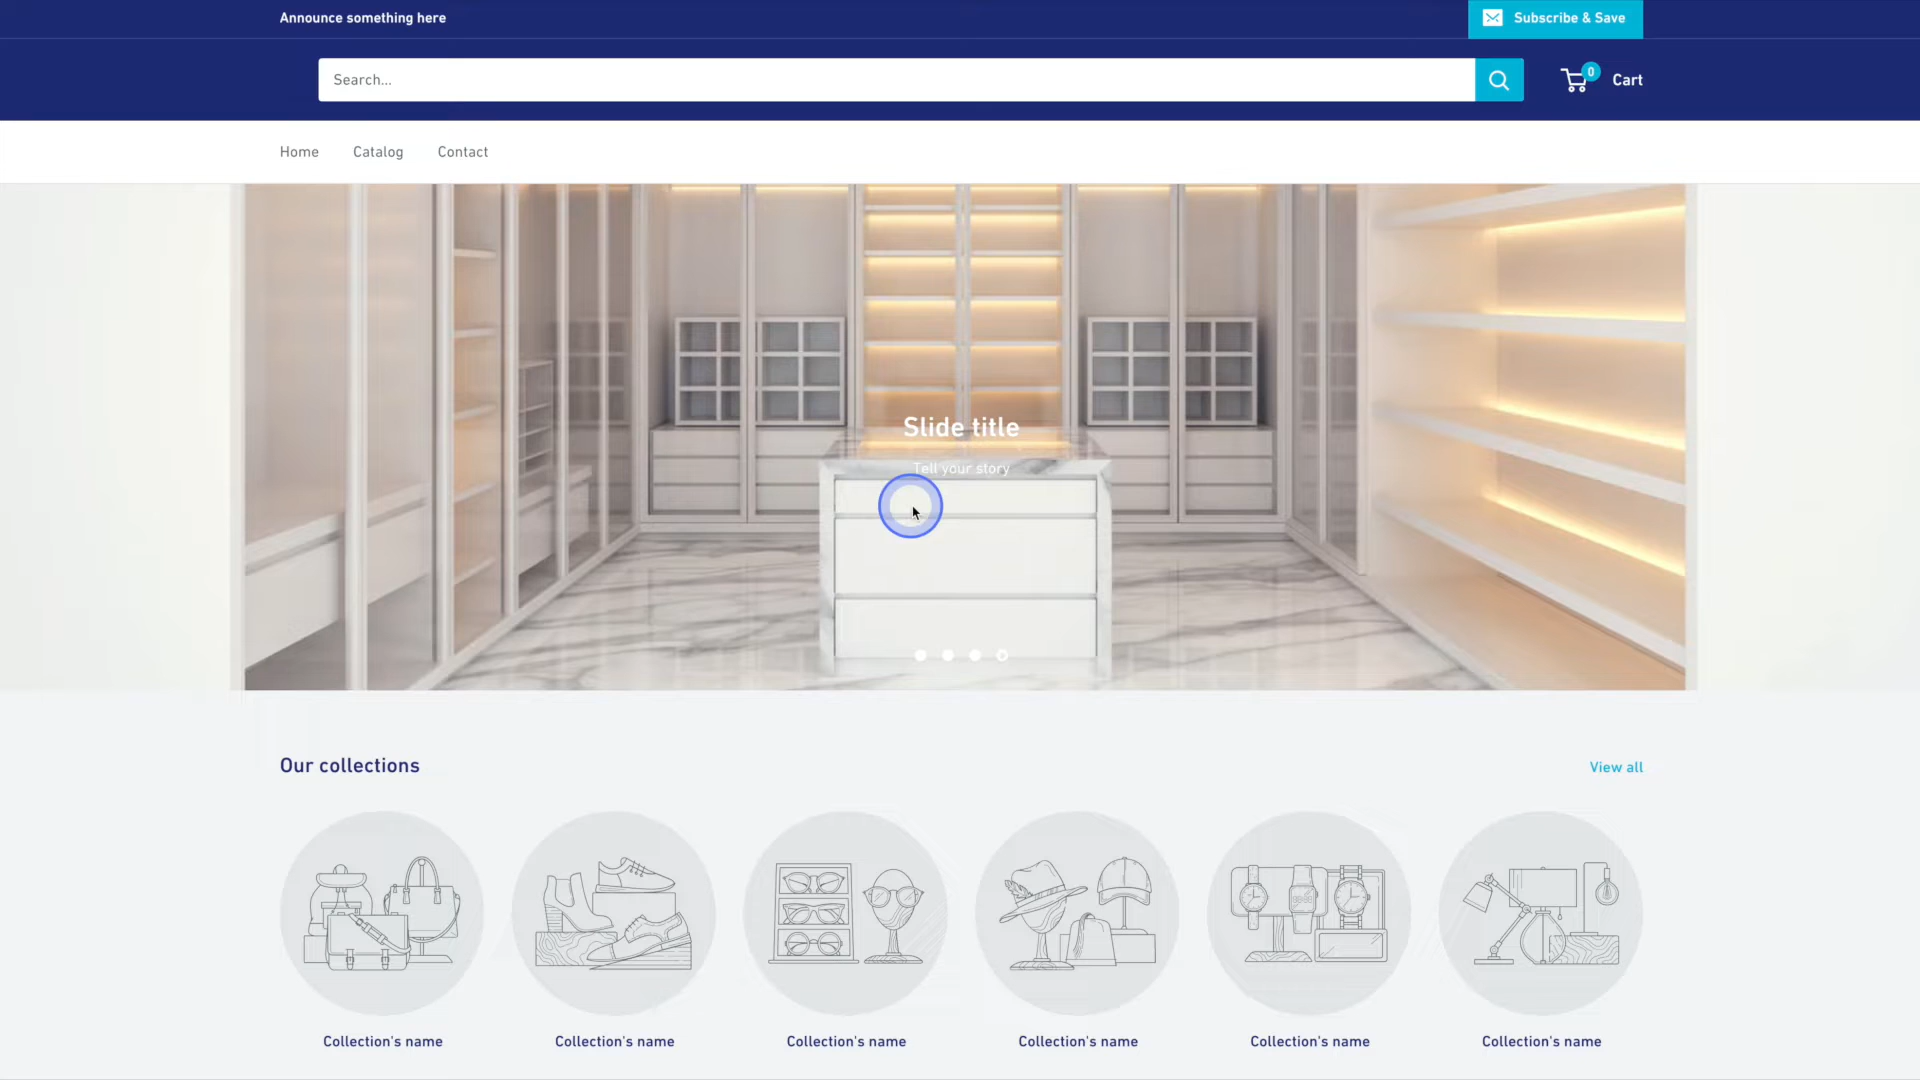 Announce something here
Subscribe & Save
Search...
0
Cart
Home
Catalog
Contact
Slide title
Tell your story
Our collections
View all
Collection's name
Collection's name
Collection's name
Collection's name
Collection's name
Collection's name